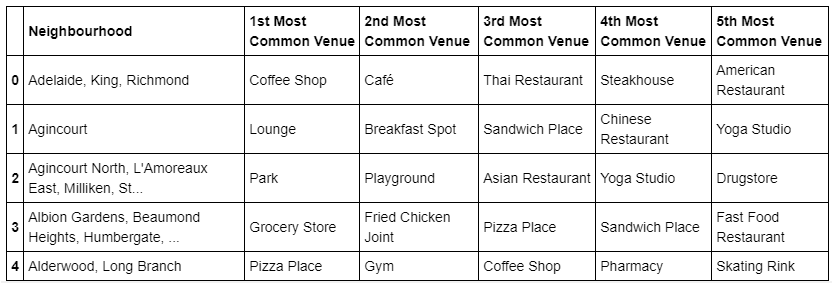 Neighbourhood 1st Most Common Venue 2nd Most Common Venue 3rd Most Common Venue 4th Most Common Venue 5th Most Common Venue
0 Adelaide, King, Richmond Coffee Shop Café Thai Restaurant Steakhouse American Restaurant
1 Agincourt Lounge Breakfast Spot Sandwich Place Chinese Restaurant Yoga Studio
2 Agincourt North, L'Amoreaux East, Milliken, St... Park Playground Asian Restaurant Yoga Studio Drugstore
3 Albion Gardens, Beaumond Heights, Humbergate, ... Grocery Store Fried Chicken Joint Pizza Place Sandwich Place Fast Food Restaurant
4 Alderwood, Long Branch Pizza Place Gym Coffee Shop Pharmacy Skating Rink